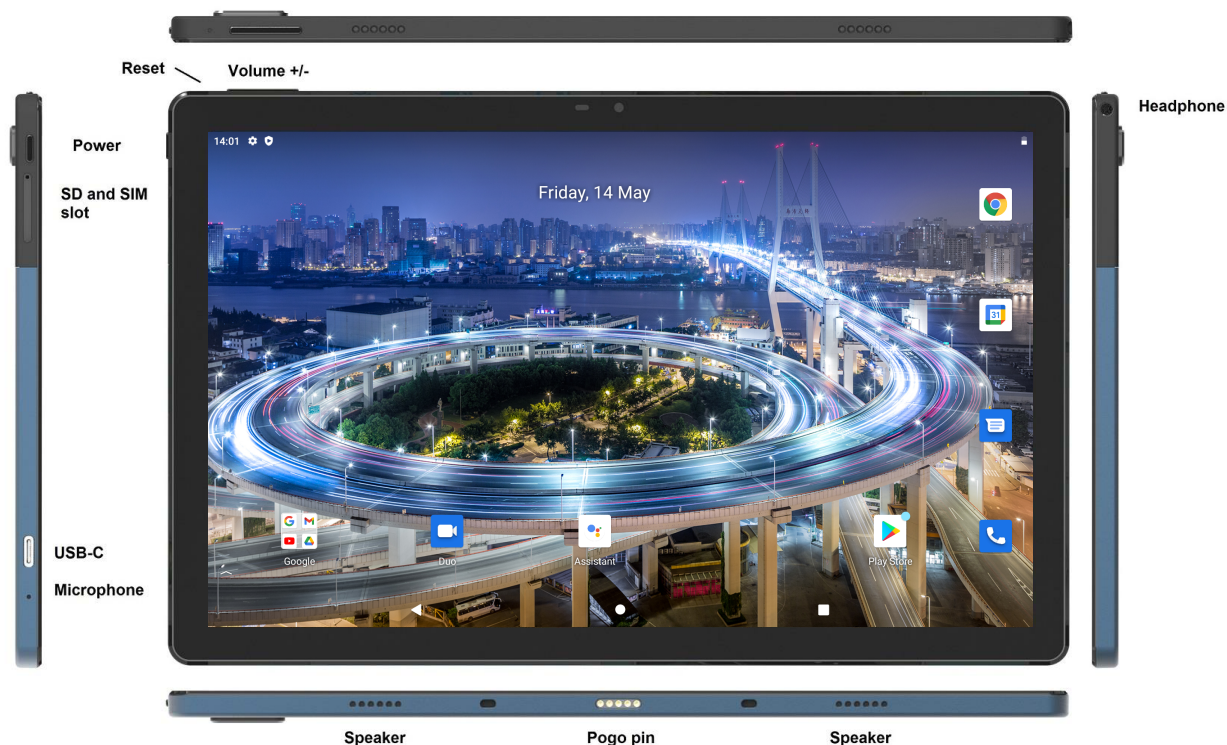 Reset
Volume +/-
Headphone
Power
SD and SIM
slot
14:01
Friday, 14 May
31
Google
Duo
Assistant
Play Store
USB-C
Microphone
Speaker
Pogo pin
Speaker